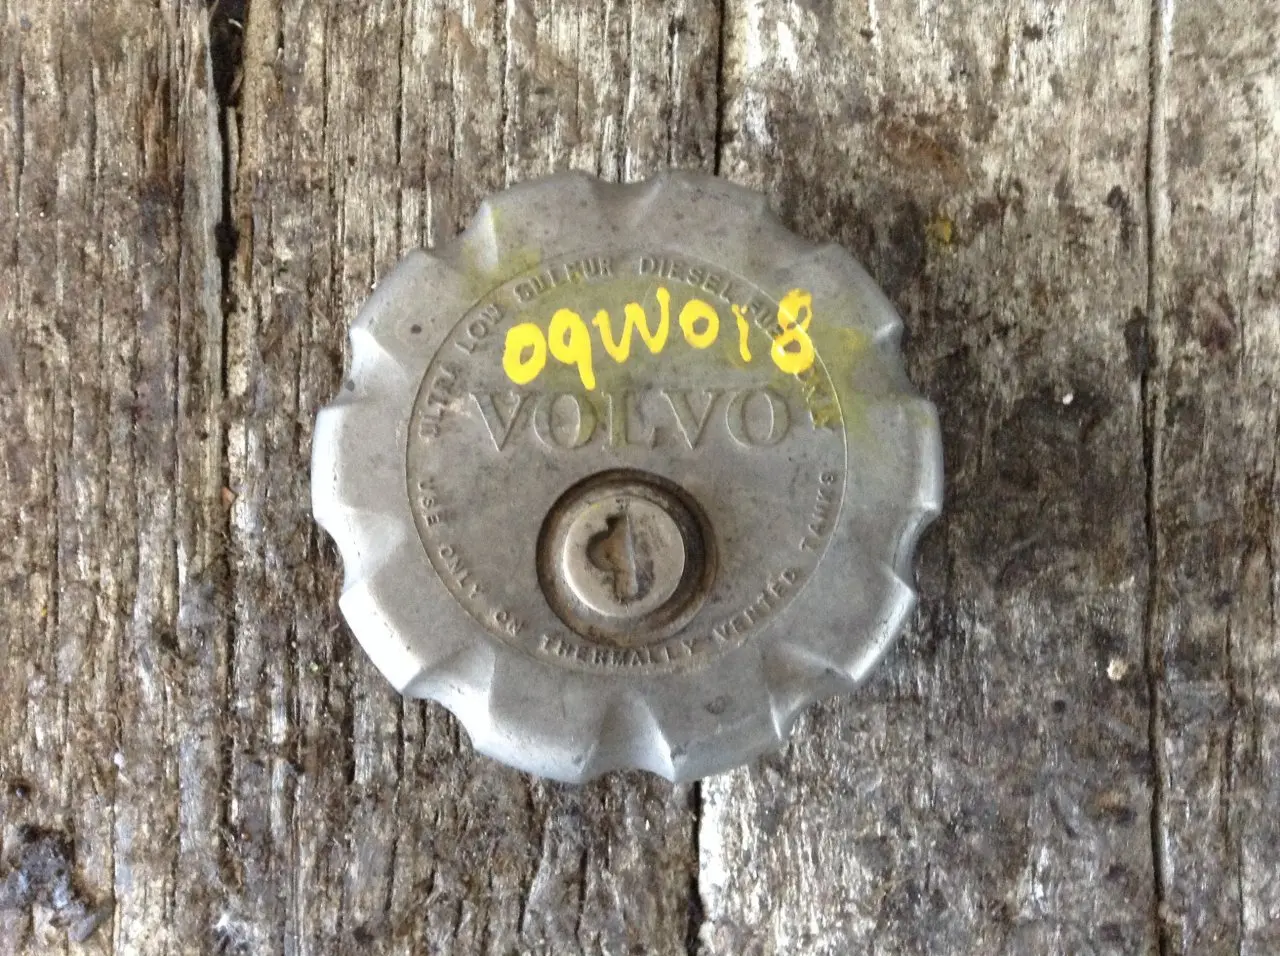 ULTRA LOW SULFUR DIESEL FUEL ONLY
09W018
VOLVO
USE ONLY ON THERMALLY VENTED TANKS